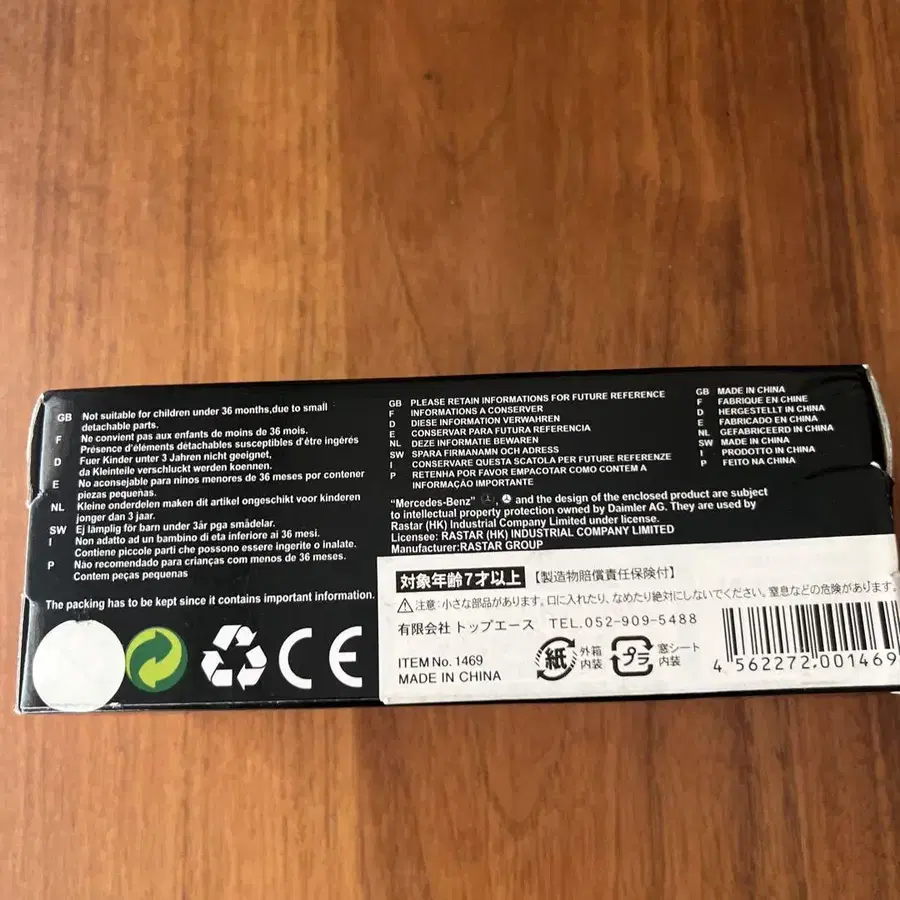 GB Not suitable for children under 36 months,due to small
detachable parts.
F Ne convient pas aux enfants de moins de 36 mois.
Présence d'éléments détachables susceptibles d'être ingérés
D Fuer Kinder unter 3 Jahren nicht geeignet,
da Kleinteile verschluckt werden koennen.
E No aconsejable para ninos menores de 36 meses por contener
piezas pequenas.
NL Kleine onderdelen maken dit artikel ongeschikt voor kinderen
jonger dan 3 jaar.
SW Ej lämplig för barn under 3år pga smådelar.
I Non adatto ad un bambino di eta inferiore ai 36 mesi.
Contiene piccole parti che possono essere ingerite o inalate.
P Não recomendado para crianças com menos de 36 meses.
Contem peças pequenas
The packing has to be kept since it contains important information.
GB PLEASE RETAIN INFORMATIONS FOR FUTURE REFERENCE
F INFORMATIONS A CONSERVER
D DIESE INFORMATION VERWAHREN
E CONSERVAR PARA FUTURA REFERENCIA
NL DEZE INFORMATIE BEWAREN
SW SPARA FIRMANAMN OCH ADRESS
I CONSERVARE QUESTA SCATOLA PER FUTURE REFERENZE
P RETENHA POR FAVOR EMPACOTAR COMO CONTEM A
INFORMAÇÃO IMPORTANTE
GB MADE IN CHINA
F FABRIQUE EN CHINE
D HERGESTELLT IN CHINA
E FABRICADO EN CHINA
NL GEFABRICEERD IN CHINA
SW MADE IN CHINA
I PRODOTTO IN CHINA
P FEITO NA CHINA
"Mercedes-Benz" , and the design of the enclosed product are subject
to intellectual property protection owned by Daimler AG. They are used by
Rastar (HK) Industrial Company Limited under license.
Licensee: RASTAR (HK) INDUSTRIAL COMPANY LIMITED
Manufacturer:RASTAR GROUP
対象年齢7才以上 【製造物賠償責任保険付】
⚠注意:小さな部品があります。口に入れたり、なめたり絶対にしないでください。窒息などの危険があります。
有限会社 トップエース TEL.052-909-5488
ITEM No. 1469
MADE IN CHINA
紙 外箱
内装
プラ 窓シート
内装
4 562272 001469
CE